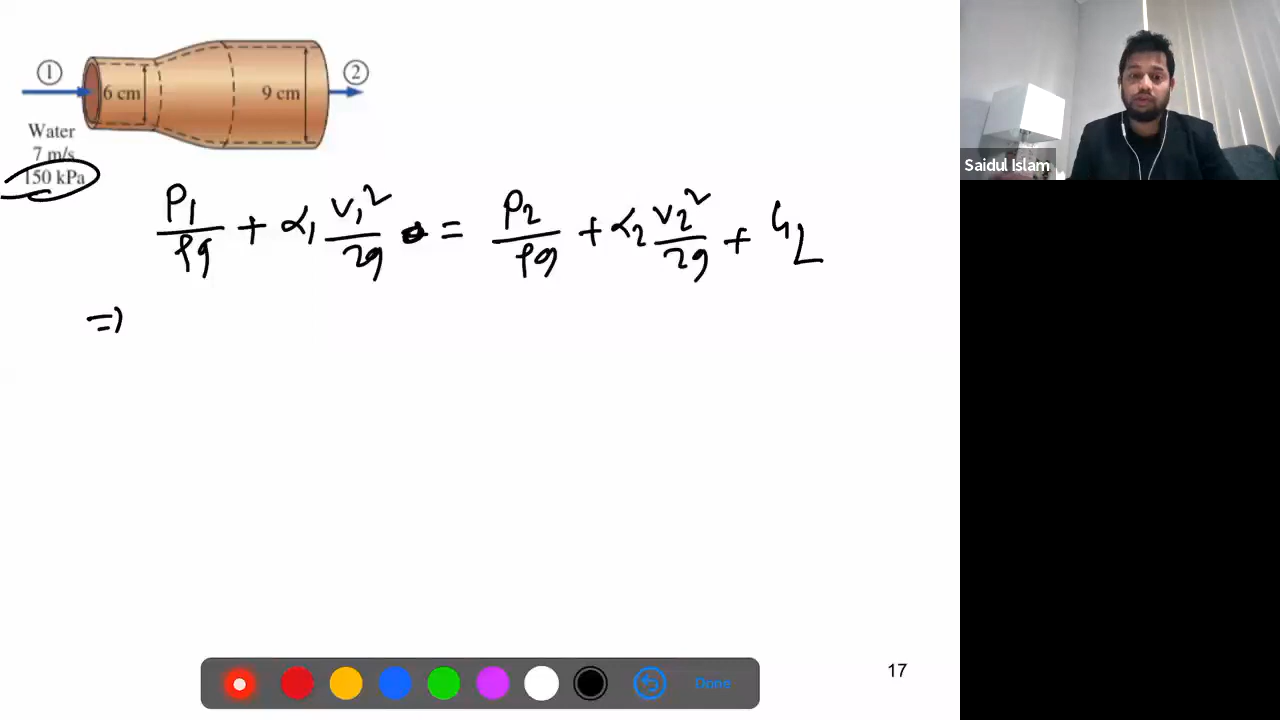 ① ②
6 cm 9 cm
Water
7 m/s
150 kPa
P₁/ρg + α₁ V₁²/2g = P₂/ρg + α₂ V₂²/2g + h_L
⇒
Saidul Islam
17
Done